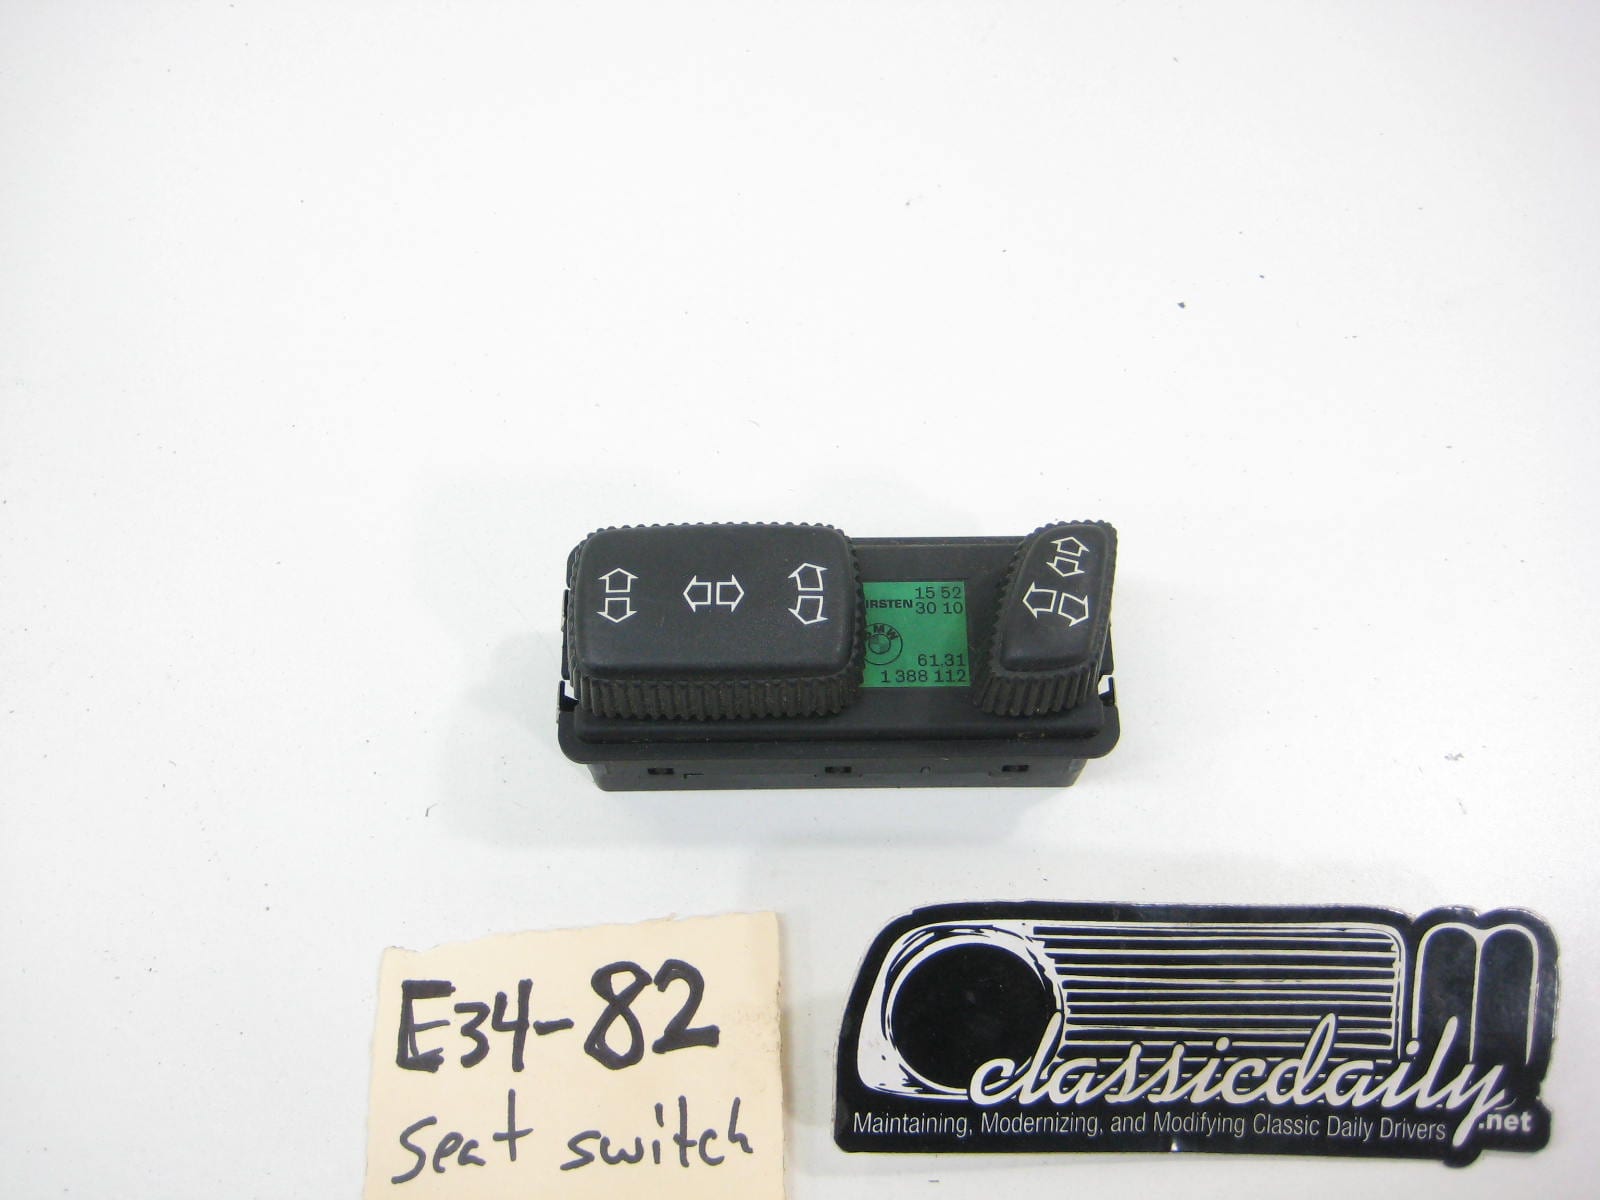 IRSTEN 15 52
30 10
BMW
61.31
1 388 112
E34-82
Seat switch
classicdaily
.net
Maintaining, Modernizing, and Modifying Classic Daily Drivers